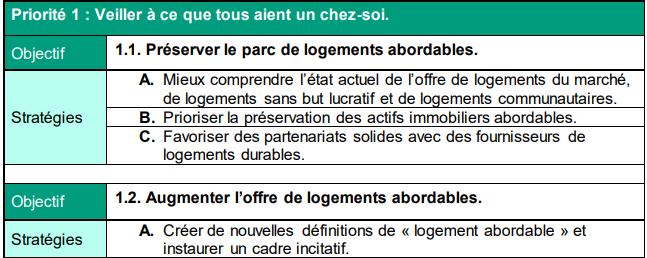 Priorité 1 : Veiller à ce que tous aient un chez-soi.
Objectif
1.1. Préserver le parc de logements abordables.
Stratégies
A. Mieux comprendre l'état actuel de l'offre de logements du marché,
de logements sans but lucratif et de logements communautaires.
B. Prioriser la préservation des actifs immobiliers abordables.
C. Favoriser des partenariats solides avec des fournisseurs de
logements durables.
Objectif
1.2. Augmenter l'offre de logements abordables.
Stratégies
A. Créer de nouvelles définitions de « logement abordable » et
instaurer un cadre incitatif.